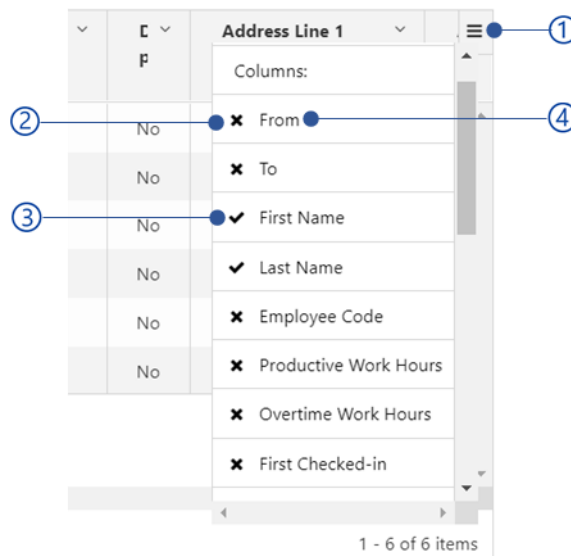 D
p
Address Line 1
1
Columns:
2
From
4
No
To
No
3
First Name
No
Last Name
No
Employee Code
No
Productive Work Hours
No
Overtime Work Hours
First Checked-in
1 - 6 of 6 items